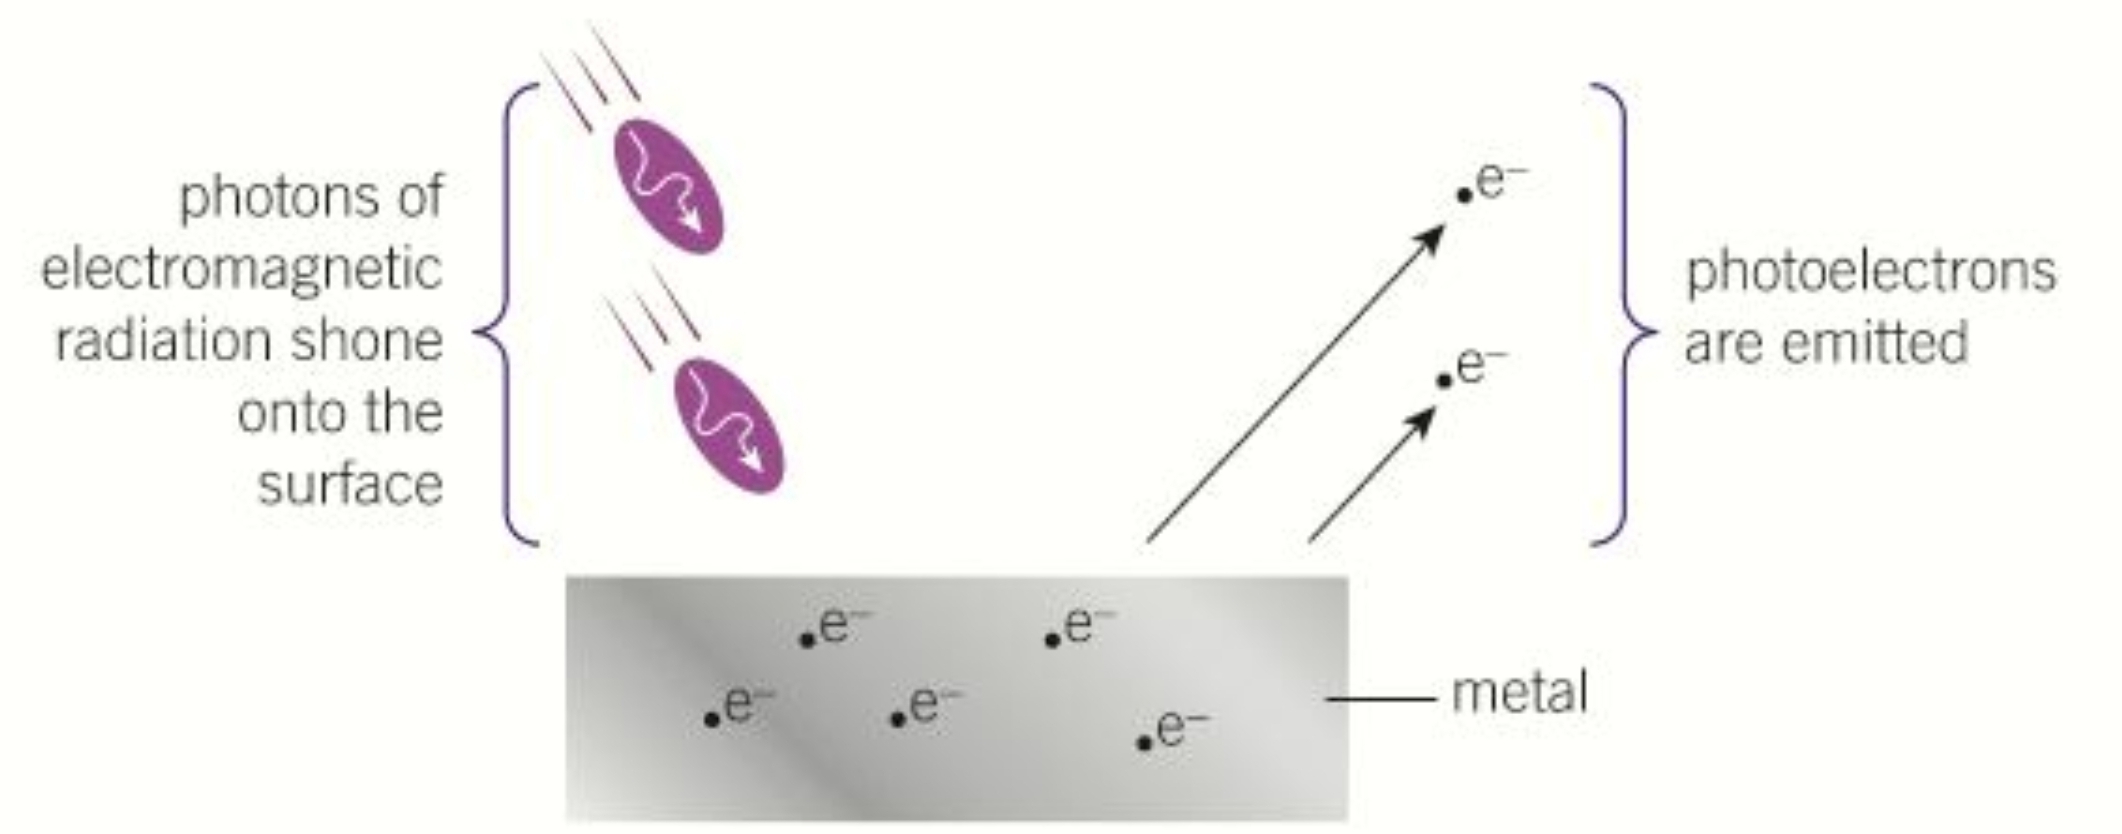 photons of
electromagnetic
radiation shone
onto the
surface
e–
e–
photoelectrons
are emitted
e–
e–
e–
e–
e–
metal